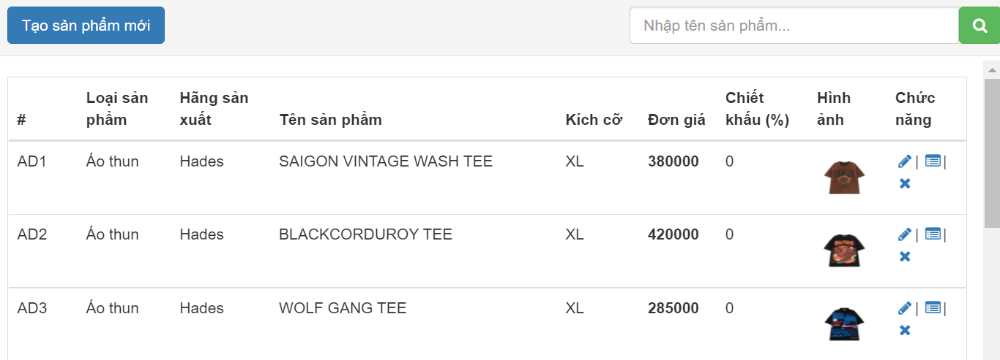 Tạo sản phẩm mới
Nhập tên sản phẩm...
# Loại sản phẩm Hãng sản xuất Tên sản phẩm Kích cỡ Đơn giá Chiết khấu (%) Hình ảnh Chức năng
AD1 Áo thun Hades SAIGON VINTAGE WASH TEE XL 380000 0 | |
AD2 Áo thun Hades BLACKCORDUROY TEE XL 420000 0 | |
AD3 Áo thun Hades WOLF GANG TEE XL 285000 0 | |